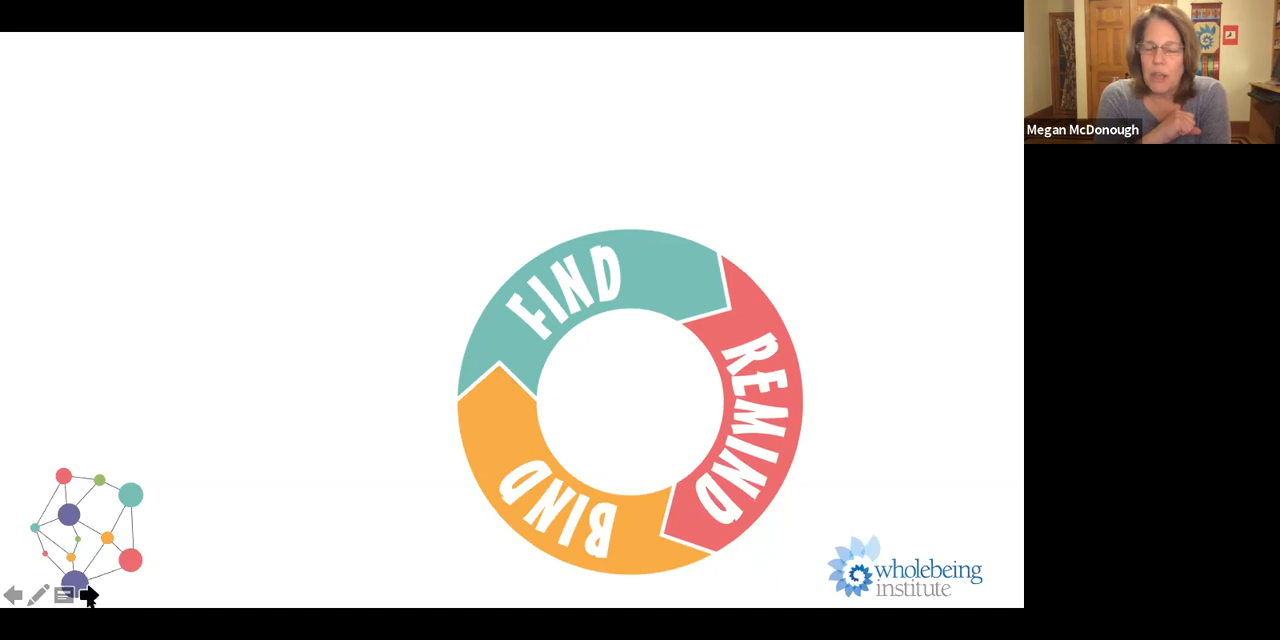 Megan McDonough
FIND
REMIND
BIND
wholebeing
institute